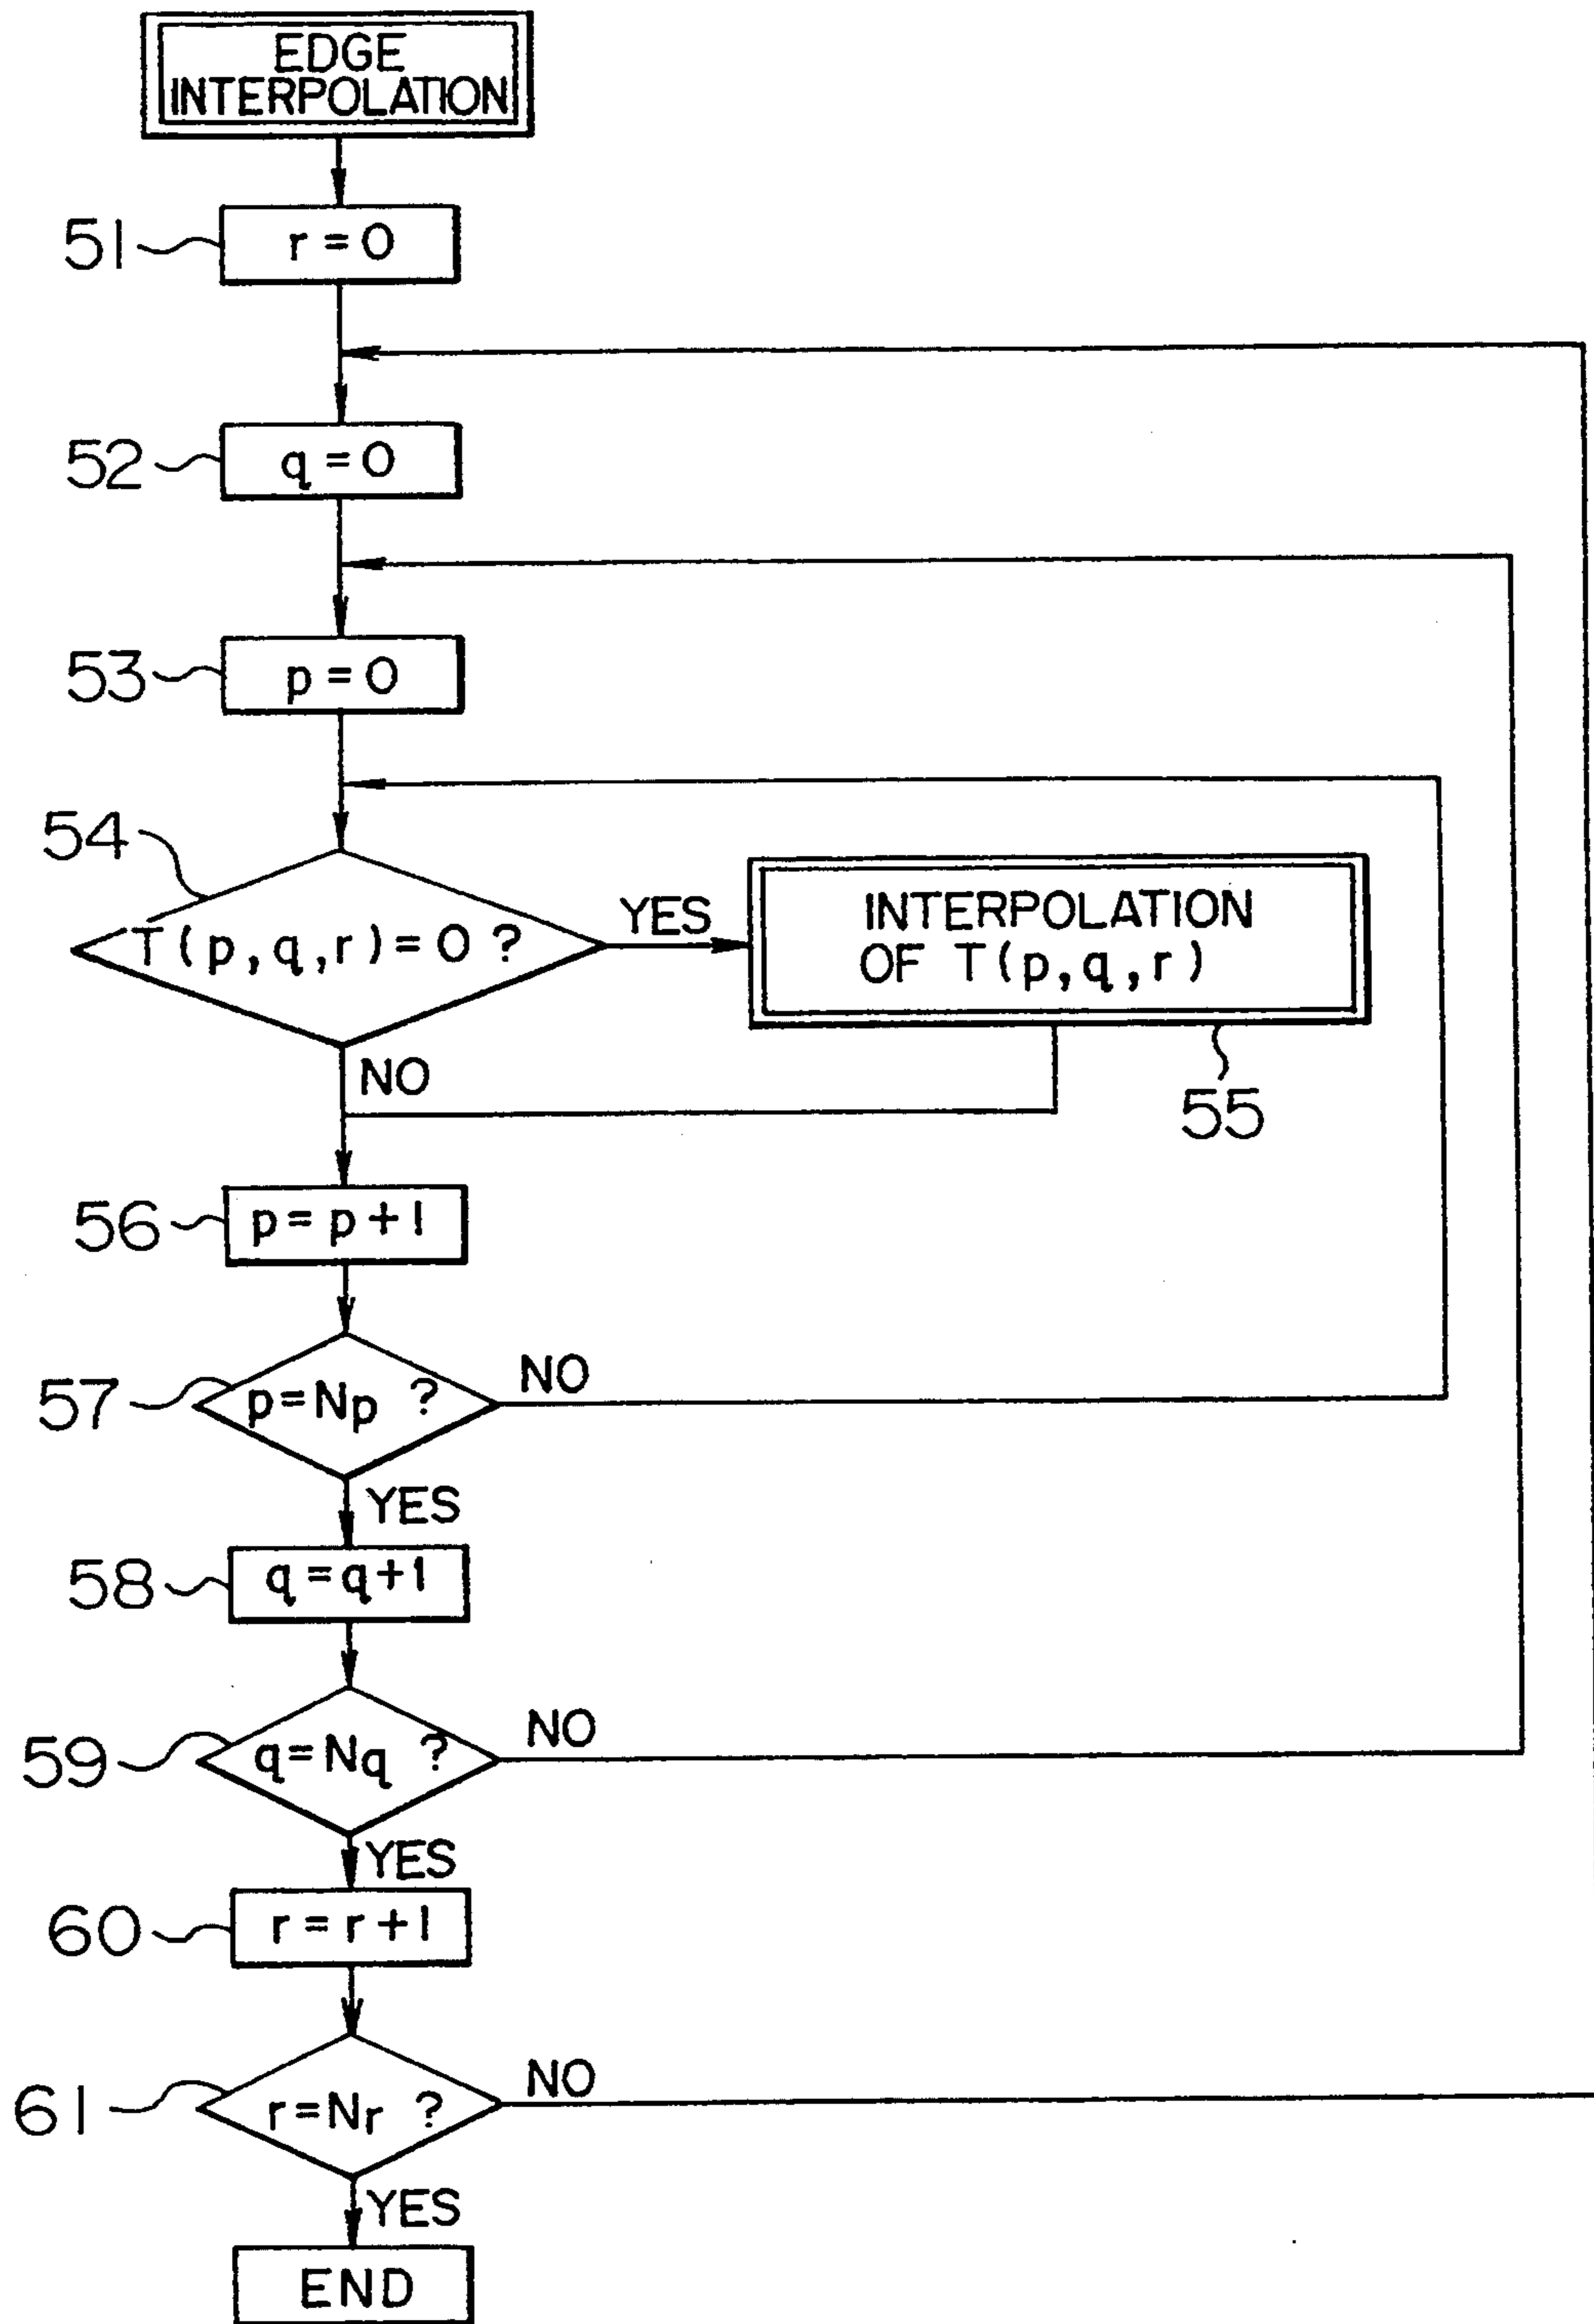 EDGE
INTERPOLATION
51
r = 0
52
q = 0
53
p = 0
54
T(p,q,r)=0 ?
YES
INTERPOLATION
OF T(p,q,r)
55
NO
56
p = p + 1
57
p = Np ?
NO
YES
58
q = q+1
59
q = Nq ?
NO
YES
60
r = r + 1
61
r = Nr ?
NO
YES
END